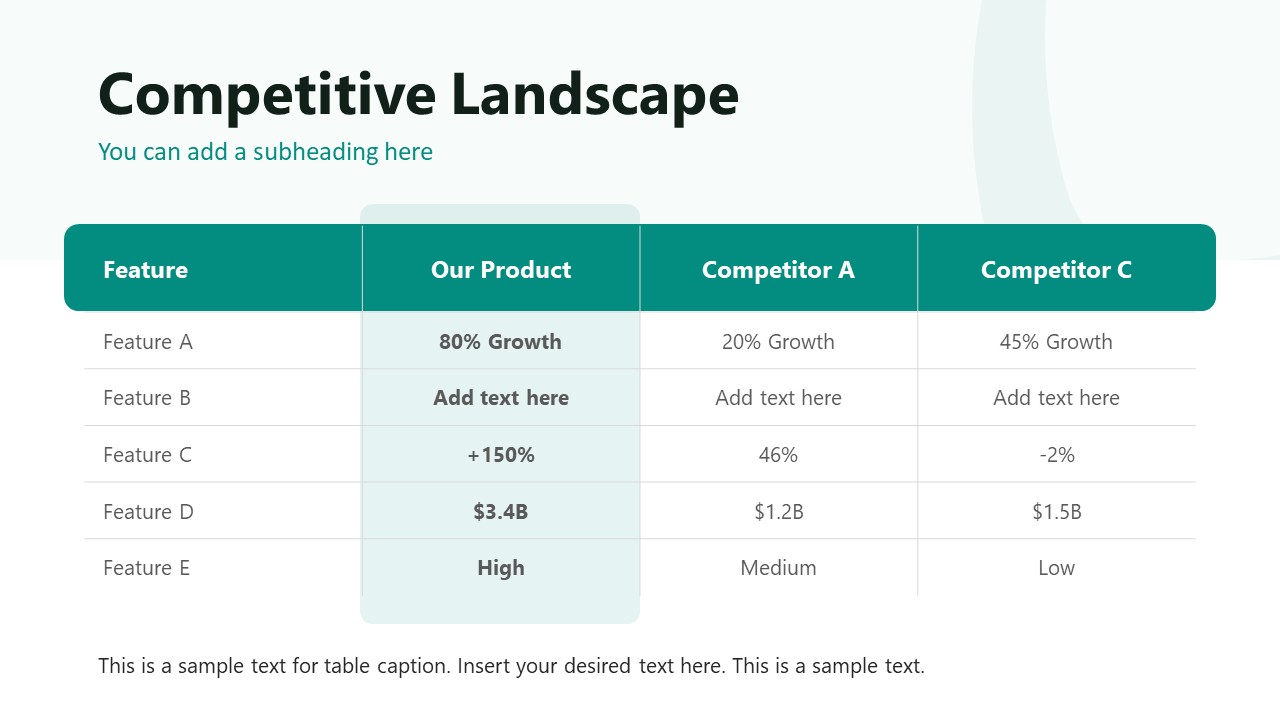 Competitive Landscape
You can add a subheading here
Feature Our Product Competitor A Competitor C
Feature A 80% Growth 20% Growth 45% Growth
Feature B Add text here Add text here Add text here
Feature C +150% 46% -2%
Feature D $3.4B $1.2B $1.5B
Feature E High Medium Low
This is a sample text for table caption. Insert your desired text here. This is a sample text.